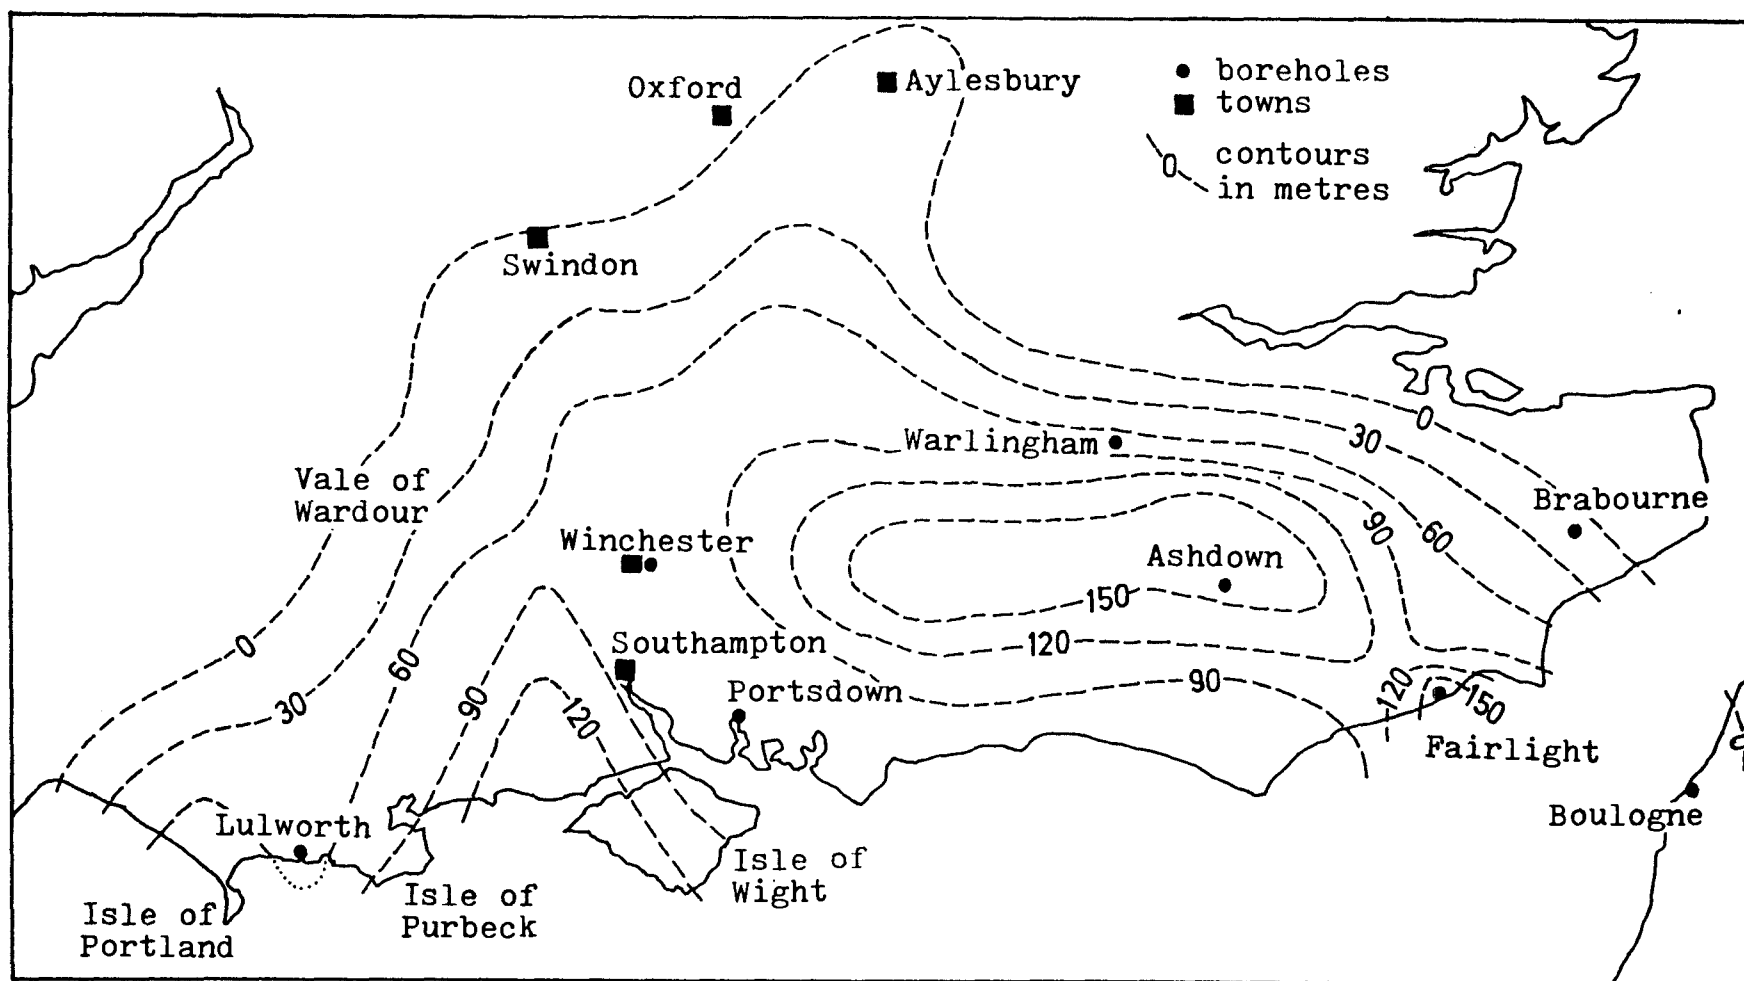 Oxford
Aylesbury
boreholes
towns
0
contours
in metres
Swindon
0
30
Warlingham
Vale of
Wardour
Brabourne
90
60
Winchester
Ashdown
150
0
Southampton
120
60
Portsdown
90
120
150
30
90
120
Fairlight
Lulworth
Boulogne
Isle of
Wight
Isle of
Purbeck
Isle of
Portland